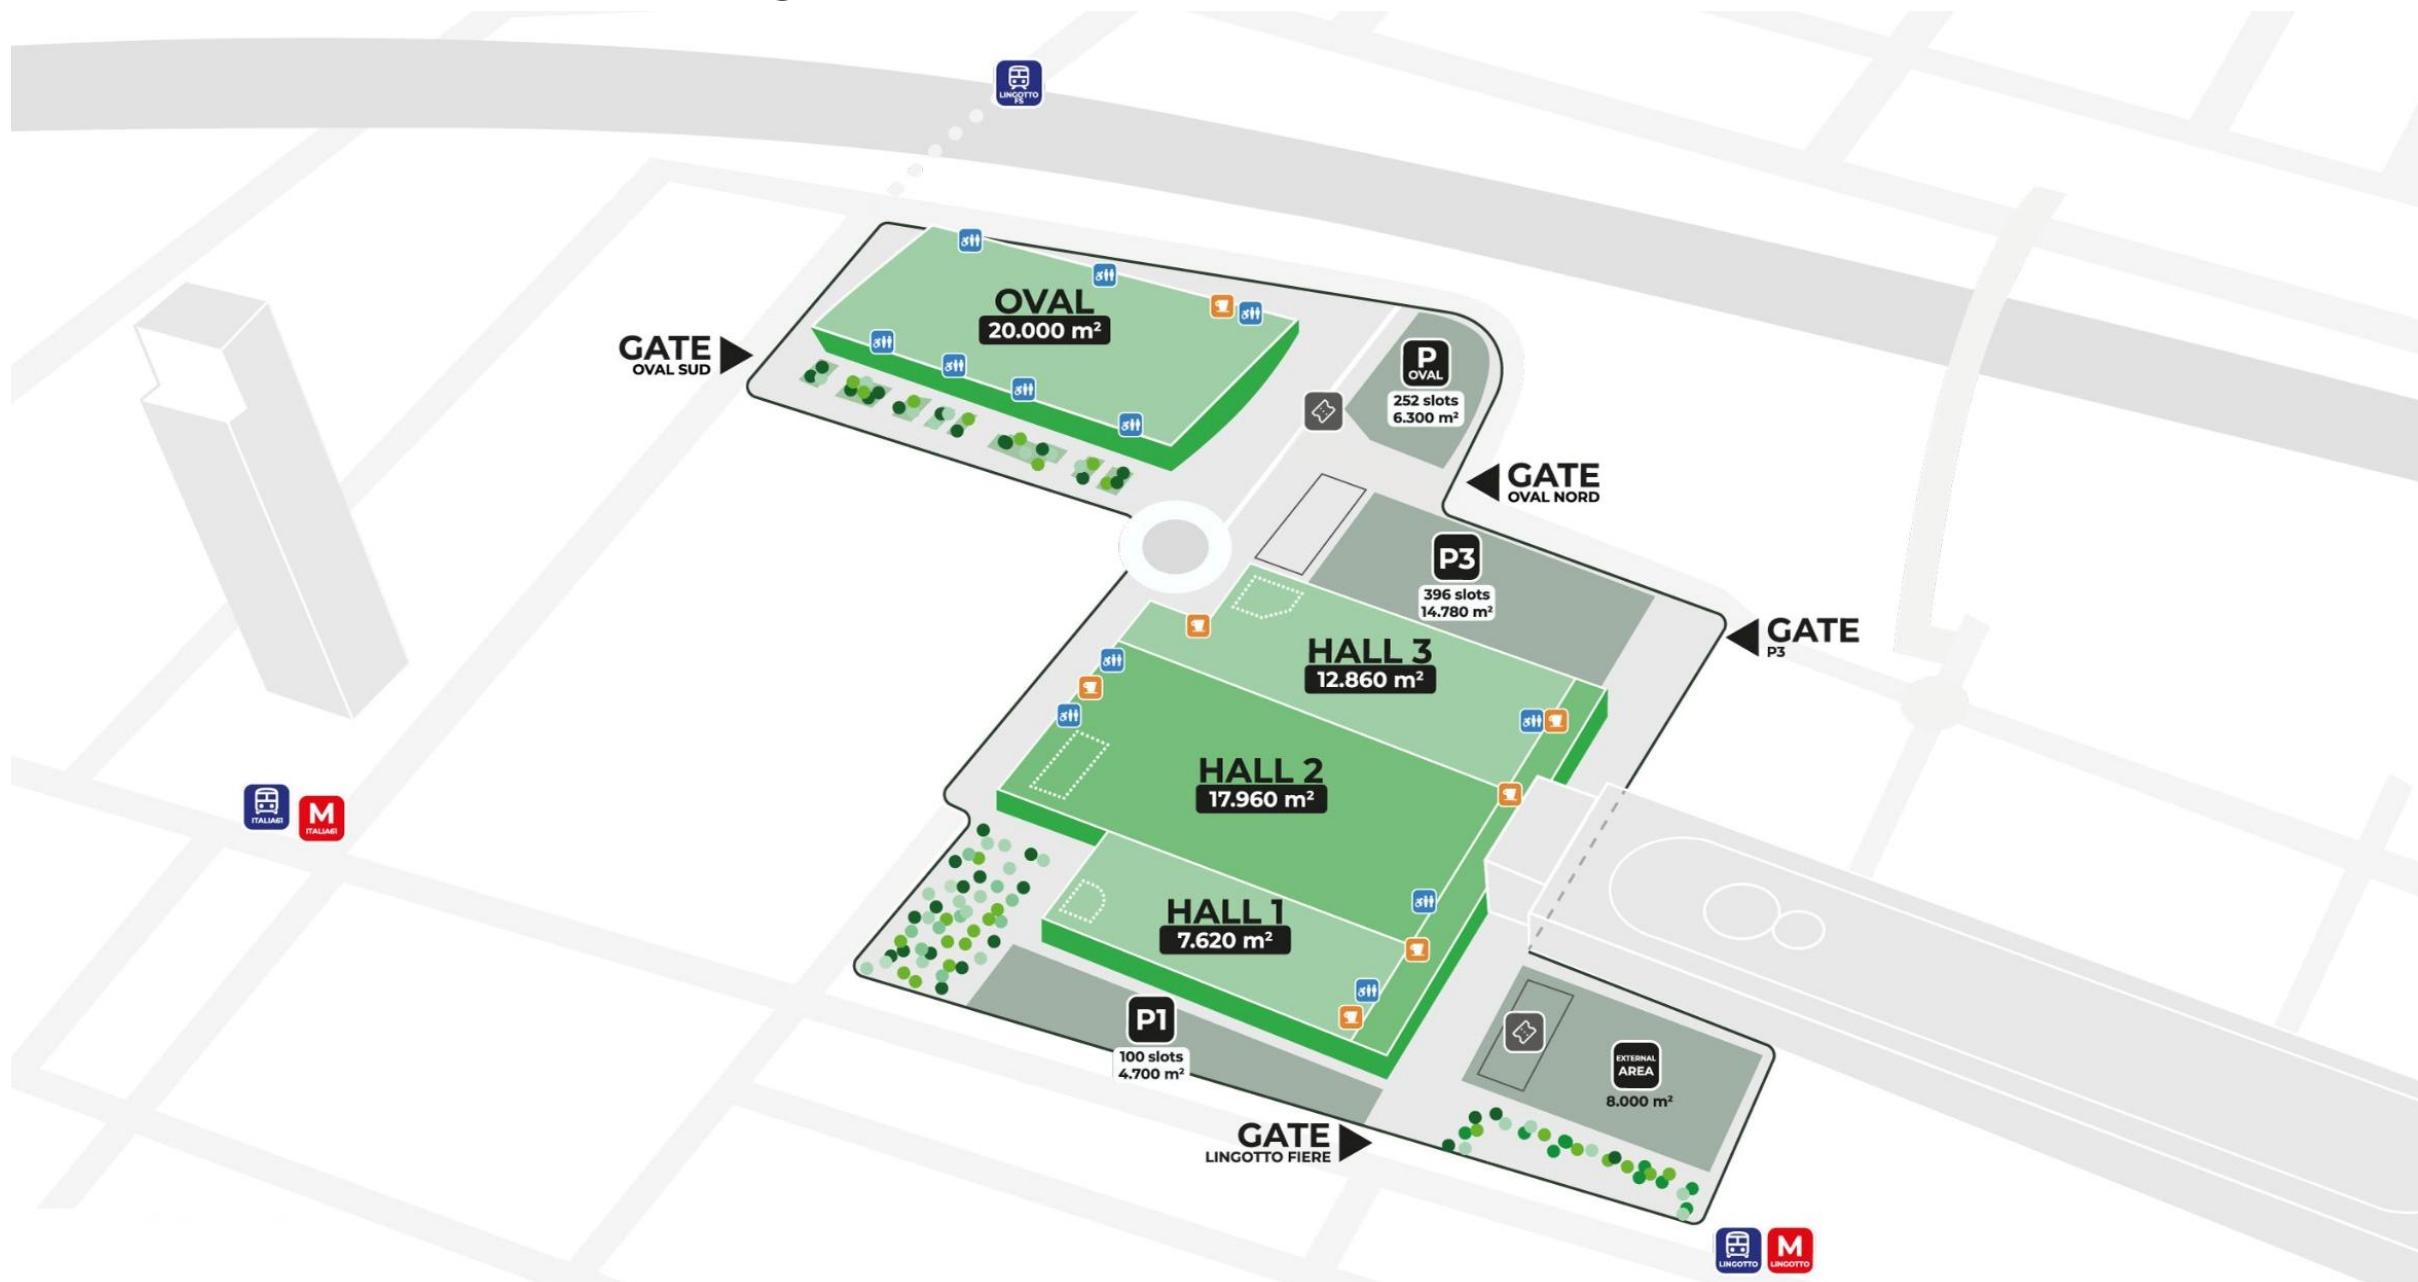 LINGOTTO
FS
OVAL
20.000 m²
GATE
OVAL SUD
P
OVAL
252 slots
6.300 m²
GATE
OVAL NORD
P3
396 slots
14.780 m²
GATE
P3
HALL 3
12.860 m²
HALL 2
17.960 m²
ITALIA61
M
ITALIA61
HALL 1
7.620 m²
P1
100 slots
4.700 m²
EXTERNAL
AREA
8.000 m²
GATE
LINGOTTO FIERE
LINGOTTO
M
LINGOTTO